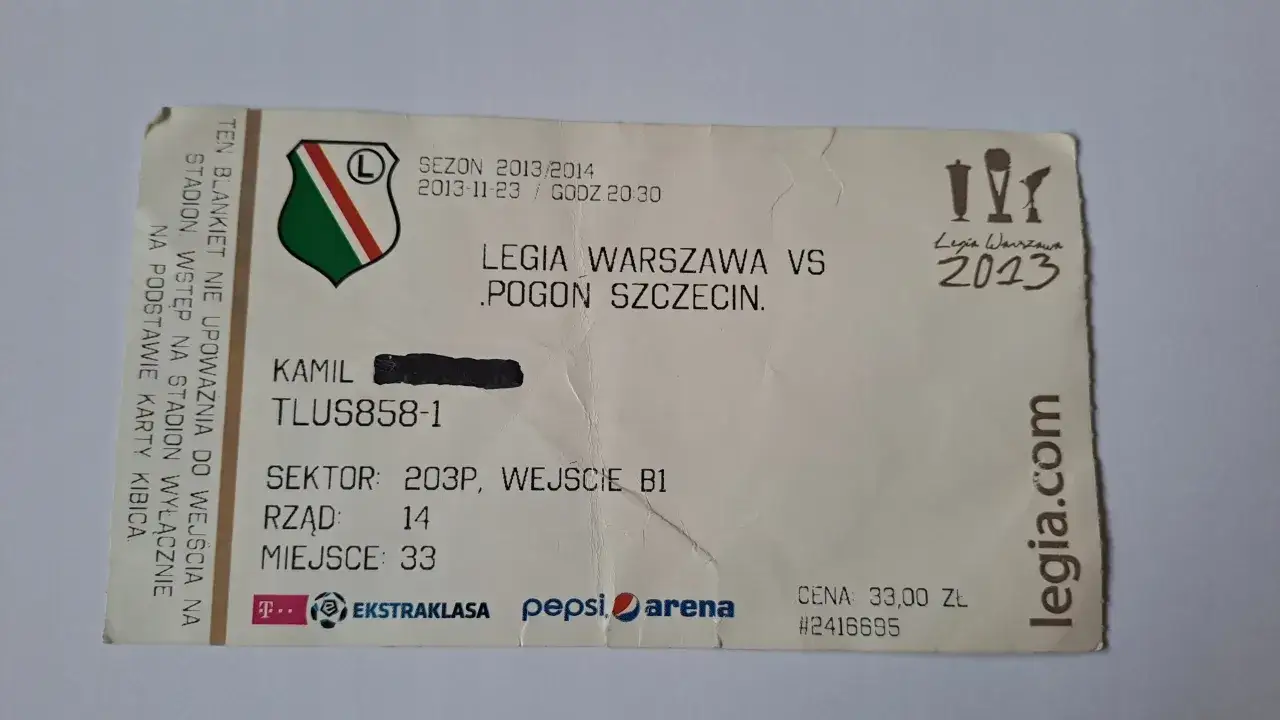 TEN BLANKIET NIE UPOWAŻNIA DO WEJŚCIA NA
STADION. WSTĘP NA STADION WYŁĄCZNIE
NA PODSTAWIE KARTY KIBICA.
L
SEZON 2013/2014
2013-11-23 / GODZ 20:30
LEGIA WARSZAWA VS
.POGOŃ SZCZECIN.
KAMIL
TLUS858-1
SEKTOR: 203P, WEJŚCIE B1
RZĄD: 14
MIEJSCE: 33
T·· EKSTRAKLASA
pepsi arena
CENA: 33,00 ZŁ
#2416695
Legia Warszawa
2013
legia.com